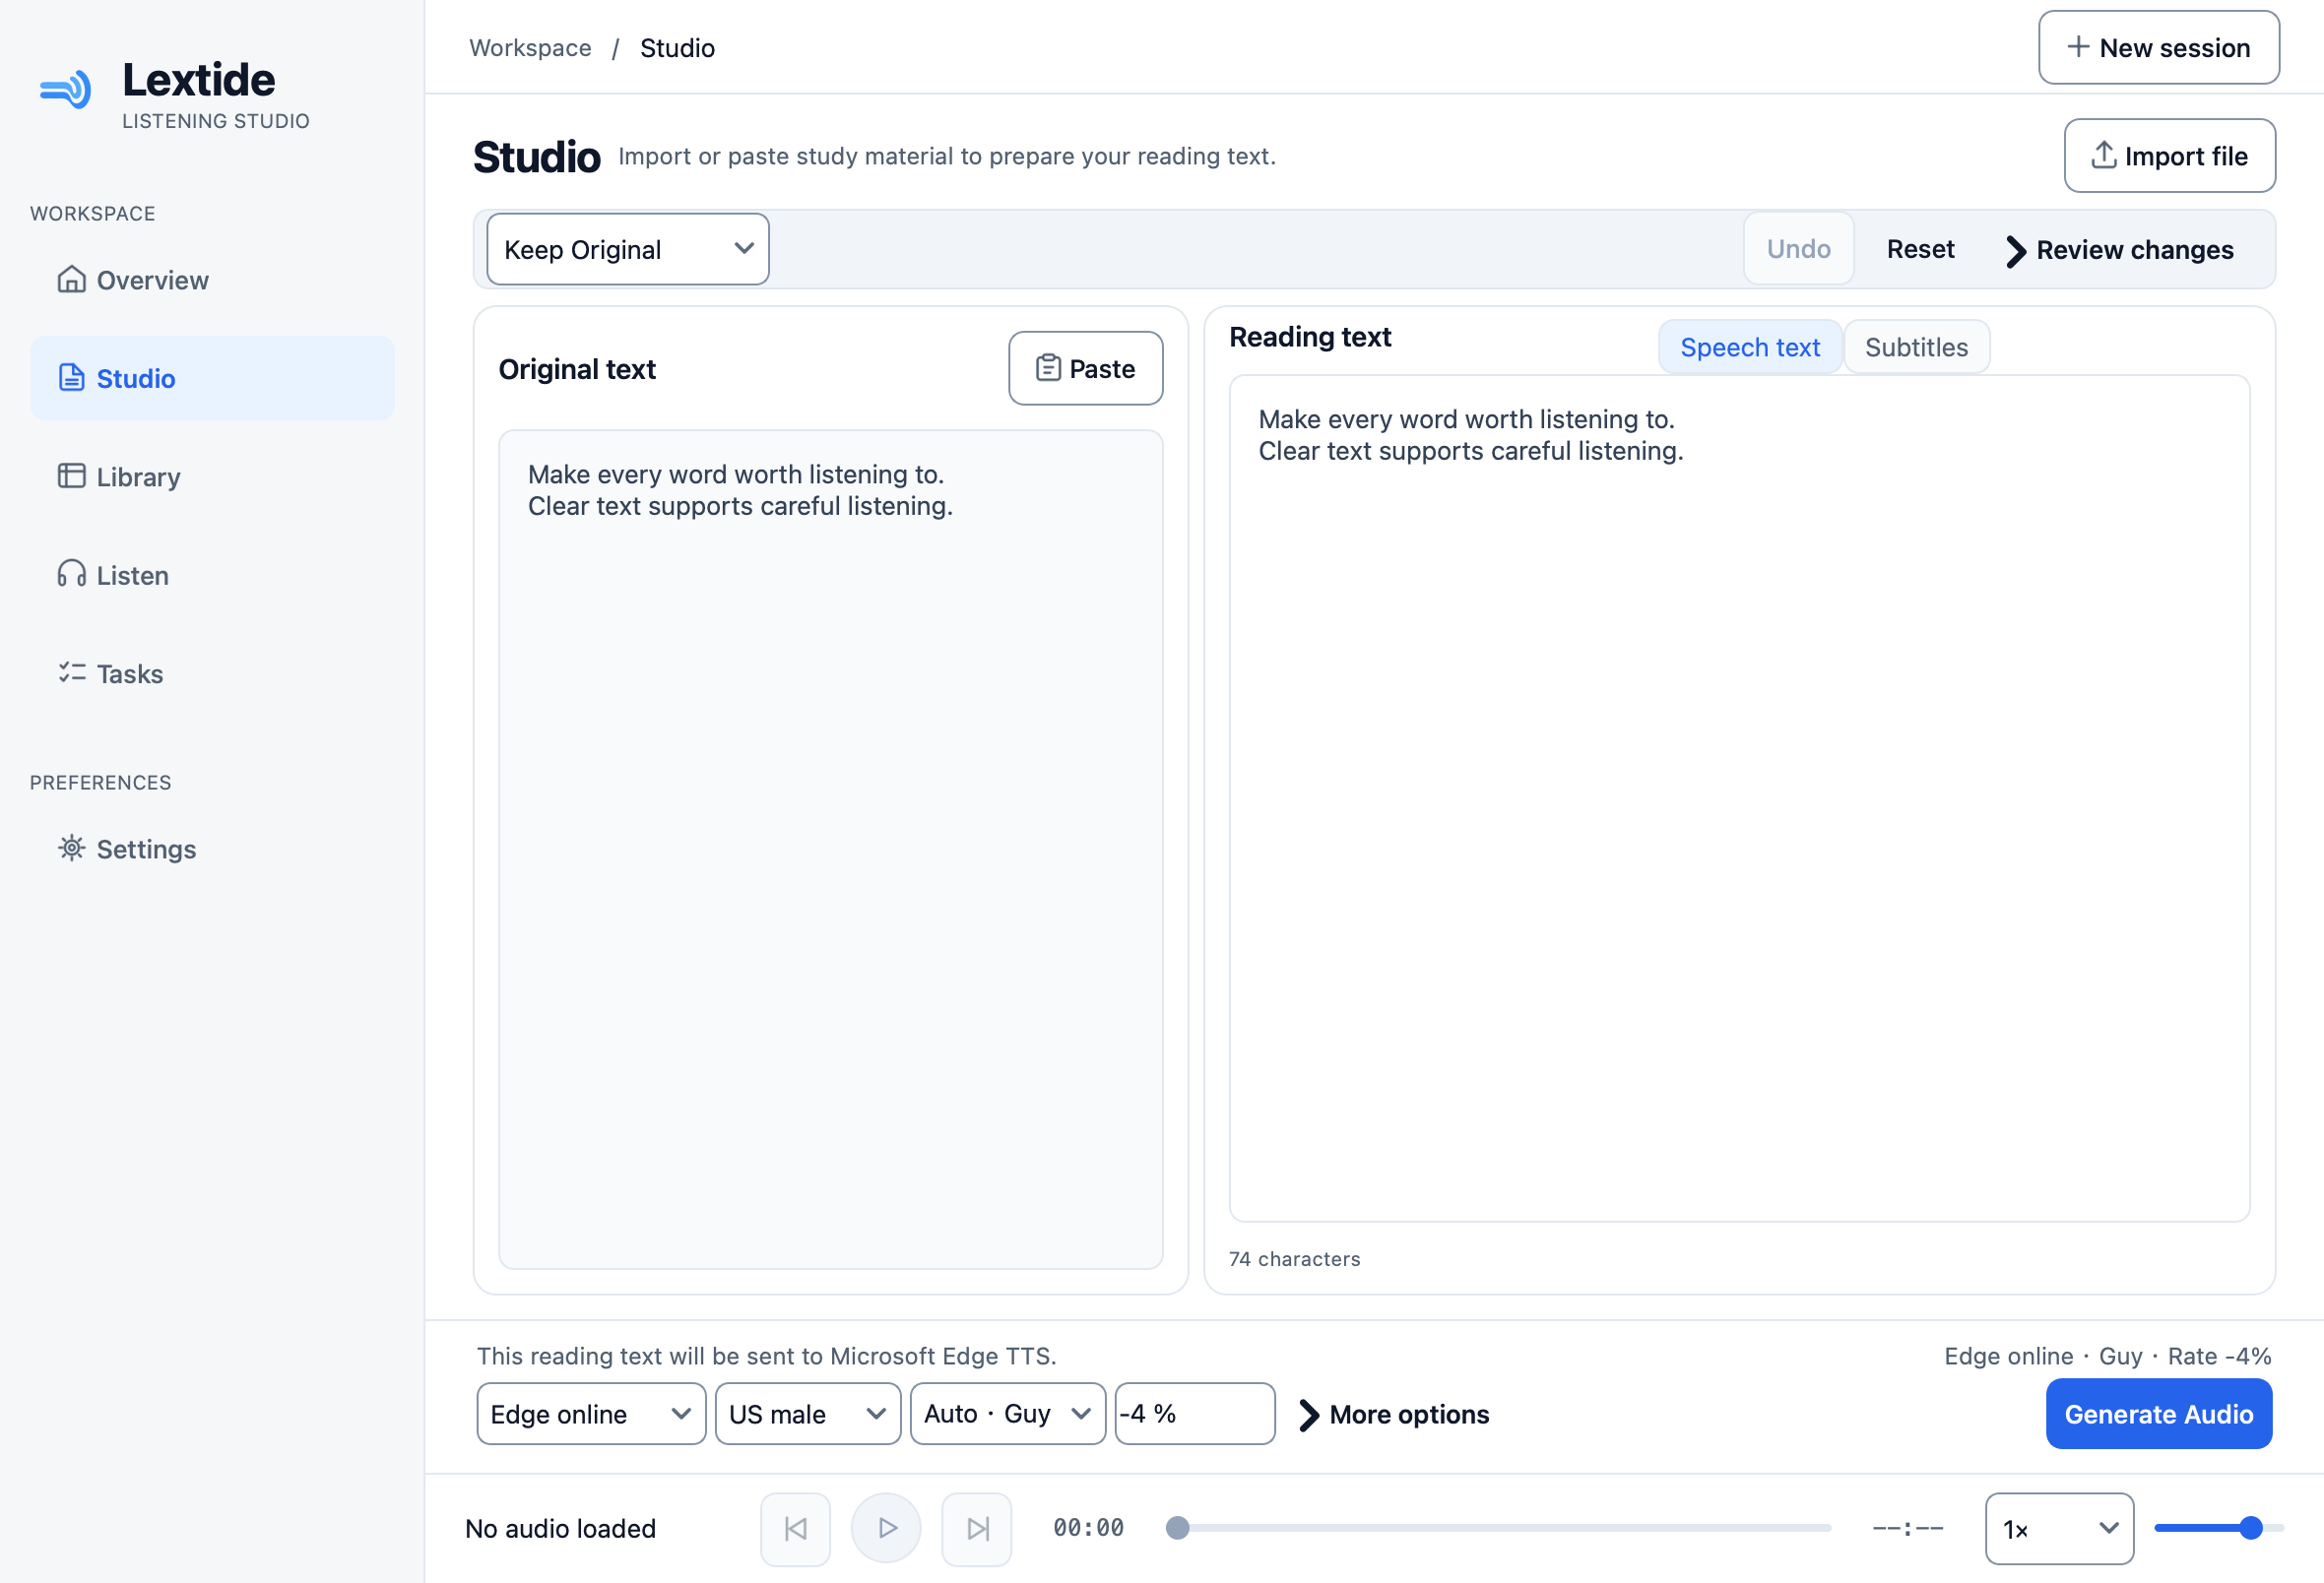 Lextide
LISTENING STUDIO
WORKSPACE
Overview
Studio
Library
Listen
Tasks
PREFERENCES
Settings
Workspace / Studio
New session
Studio Import or paste study material to prepare your reading text.
Import file
Keep Original
Undo Reset Review changes
Original text
Paste
Make every word worth listening to.
Clear text supports careful listening.
Reading text
Speech text Subtitles
Make every word worth listening to.
Clear text supports careful listening.
74 characters
This reading text will be sent to Microsoft Edge TTS.
Edge online · Guy · Rate -4%
Edge online US male Auto · Guy -4 % More options
Generate Audio
No audio loaded 00:00 --:-- 1×